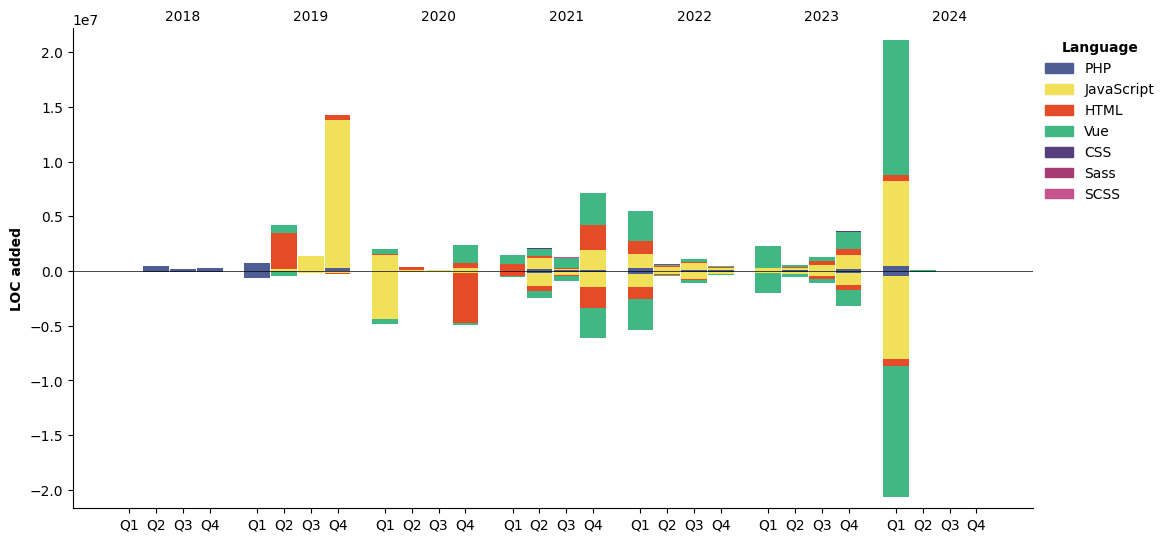 1e7
2018 2019 2020 2021 2022 2023 2024
Language
PHP
JavaScript
HTML
Vue
CSS
Sass
SCSS
LOC added
2.0
1.5
1.0
0.5
0.0
−0.5
−1.0
−1.5
−2.0
Q1 Q2 Q3 Q4 Q1 Q2 Q3 Q4 Q1 Q2 Q3 Q4 Q1 Q2 Q3 Q4 Q1 Q2 Q3 Q4 Q1 Q2 Q3 Q4 Q1 Q2 Q3 Q4